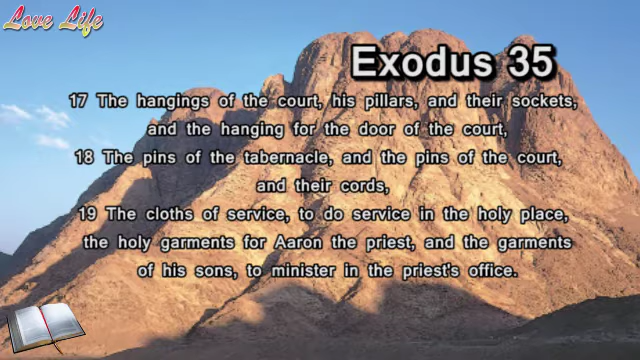 Love Life
Exodus 35
17 The hangings of the court, his pillars, and their sockets,
and the hanging for the door of the court,
18 The pins of the tabernacle, and the pins of the court,
and their cords,
19 The cloths of service, to do service in the holy place,
the holy garments for Aaron the priest, and the garments
of his sons, to minister in the priest's office.